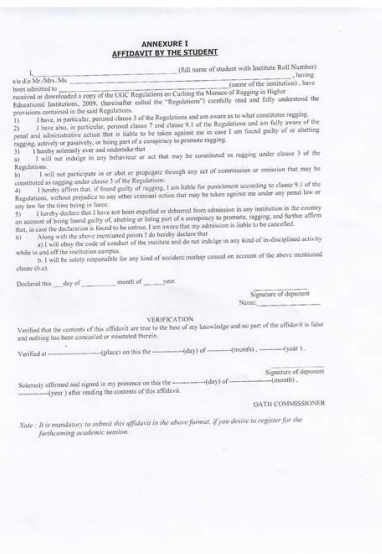 ANNEXURE I
AFFIDAVIT BY THE STUDENT
I, (full name of student with Institute Roll Number)
s/o d/o Mr./Mrs. Ms. , having
been admitted to (name of the institution) , have
received or downloaded a copy of the UGC Regulations on Curbing the Menace of Ragging in Higher
Educational Institutions, 2009, (hereinafter called the "Regulations") carefully read and fully understood the
provisions contained in the said Regulations.
1) I have, in particular, perused clause 3 of the Regulations and am aware as to what constitutes ragging.
2) I have also, in particular, perused clause 7 and clause 9.1 of the Regulations and am fully aware of the
penal and administrative action that is liable to be taken against me in case I am found guilty of or abetting
ragging, actively or passively, or being part of a conspiracy to promote ragging.
3) I hereby solemnly aver and undertake that
a) I will not indulge in any behaviour or act that may be constituted as ragging under clause 3 of the
Regulations.
b) I will not participate in or abet or propagate through any act of commission or omission that may be
constituted as ragging under clause 3 of the Regulations.
4) I hereby affirm that, if found guilty of ragging, I am liable for punishment according to clause 9.1 of the
Regulations, without prejudice to any other criminal action that may be taken against me under any penal law or
any law for the time being in force.
5) I hereby declare that I have not been expelled or debarred from admission in any institution in the country
on account of being found guilty of, abetting or being part of a conspiracy to promote, ragging; and further affirm
that, in case the declaration is found to be untrue, I am aware that my admission is liable to be cancelled.
6) Along with the above mentioned points I do hereby declare that
a) I will obey the code of conduct of the institute and do not indulge in any kind of in-disciplined activity
while in and off the institution campus.
b. I will be solely responsible for any kind of accident/mishap caused on account of the above mentioned
clause (6.a).
Declared this ___ day of __________ month of ____ year.
Signature of deponent
Name:
VERIFICATION
Verified that the contents of this affidavit are true to the best of my knowledge and no part of the affidavit is false
and nothing has been concealed or misstated therein.
Verified at --------------------(place) on this the -----------(day) of ----------(month) , ---------(year ) .
Signature of deponent
Solemnly affirmed and signed in my presence on this the ------------(day) of ---------------(month) ,
--------------(year ) after reading the contents of this affidavit.
OATH COMMISSIONER
Note : It is mandatory to submit this affidavit in the above format, if you desire to register for the
forthcoming academic session.